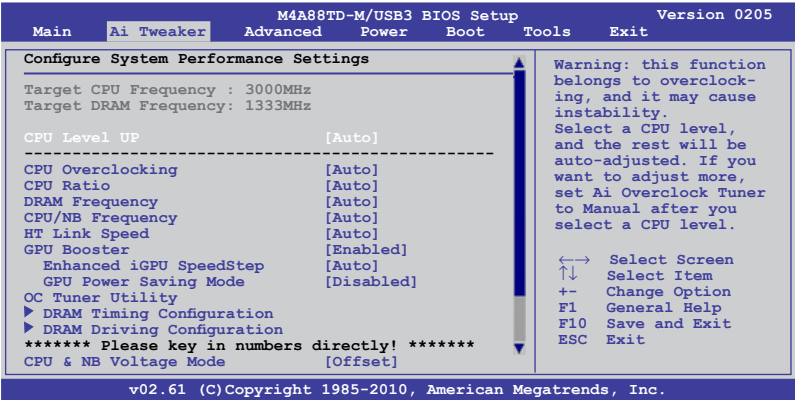 M4A88TD-M/USB3 BIOS Setup Version 0205
Main Ai Tweaker Advanced Power Boot Tools Exit
Configure System Performance Settings
Target CPU Frequency : 3000MHz
Target DRAM Frequency: 1333MHz
CPU Level UP [Auto]
--------------------------------------------------
CPU Overclocking [Auto]
CPU Ratio [Auto]
DRAM Frequency [Auto]
CPU/NB Frequency [Auto]
HT Link Speed [Auto]
GPU Booster [Enabled]
Enhanced iGPU SpeedStep [Auto]
GPU Power Saving Mode [Disabled]
OC Tuner Utility
DRAM Timing Configuration
DRAM Driving Configuration
******* Please key in numbers directly! *******
CPU & NB Voltage Mode [Offset]
Warning: this function
belongs to overclock-
ing, and it may cause
instability.
Select a CPU level,
and the rest will be
auto-adjusted. If you
want to adjust more,
set Ai Overclock Tuner
to Manual after you
select a CPU level.
←→ Select Screen
↑↓ Select Item
+- Change Option
F1 General Help
F10 Save and Exit
ESC Exit
v02.61 (C)Copyright 1985-2010, American Megatrends, Inc.